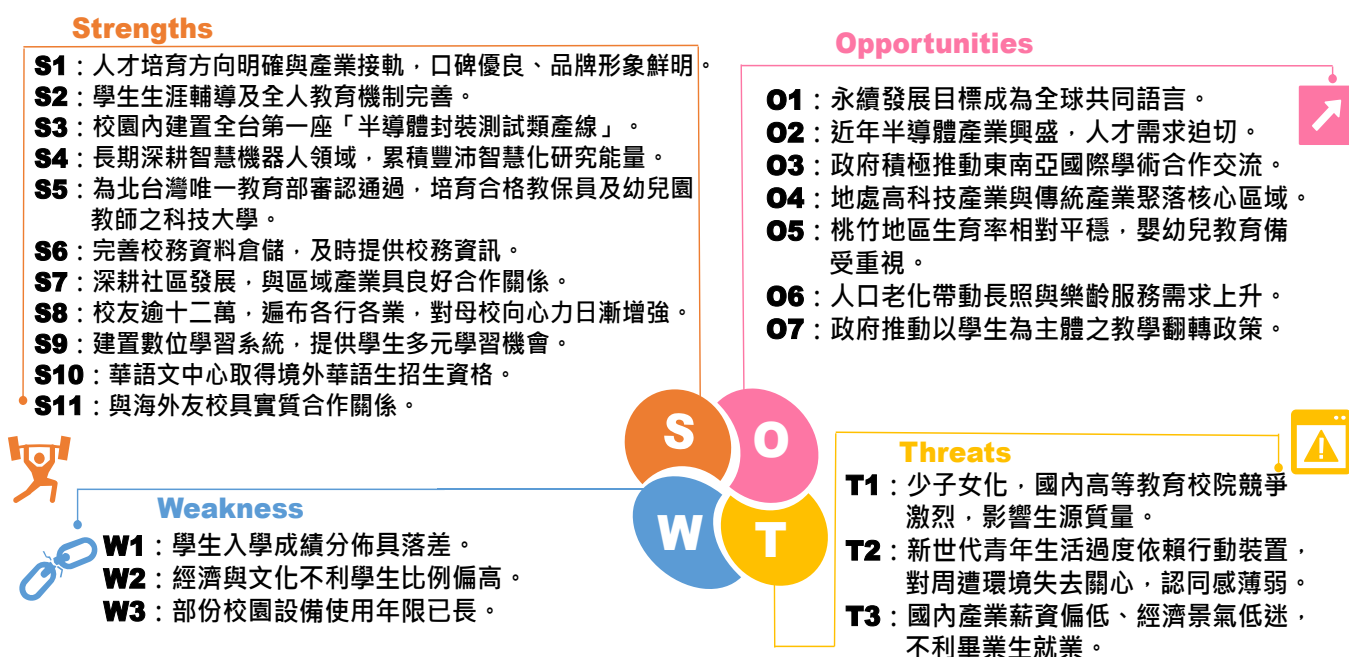 Strengths
S1：人才培育方向明確與產業接軌，口碑優良、品牌形象鮮明。
S2：學生生涯輔導及全人教育機制完善。
S3：校園內建置全台第一座「半導體封裝測試類產線」。
S4：長期深耕智慧機器人領域，累積豐沛智慧化研究能量。
S5：為北台灣唯一教育部審認通過，培育合格教保員及幼兒園
教師之科技大學。
S6：完善校務資料倉儲，及時提供校務資訊。
S7：深耕社區發展，與區域產業具良好合作關係。
S8：校友逾十二萬，遍布各行各業，對母校向心力日漸增強。
S9：建置數位學習系統，提供學生多元學習機會。
S10：華語文中心取得境外華語生招生資格。
S11：與海外友校具實質合作關係。
Opportunities
O1：永續發展目標成為全球共同語言。
O2：近年半導體產業興盛，人才需求迫切。
O3：政府積極推動東南亞國際學術合作交流。
O4：地處高科技產業與傳統產業聚落核心區域。
O5：桃竹地區生育率相對平穩，嬰幼兒教育備
受重視。
O6：人口老化帶動長照與樂齡服務需求上升。
O7：政府推動以學生為主體之教學翻轉政策。
S
O
W
T
Weakness
W1：學生入學成績分佈具落差。
W2：經濟與文化不利學生比例偏高。
W3：部份校園設備使用年限已長。
Threats
T1：少子女化，國內高等教育校院競爭
激烈，影響生源質量。
T2：新世代青年生活過度依賴行動裝置，
對周遭環境失去關心，認同感薄弱。
T3：國內產業薪資偏低、經濟景氣低迷，
不利畢業生就業。